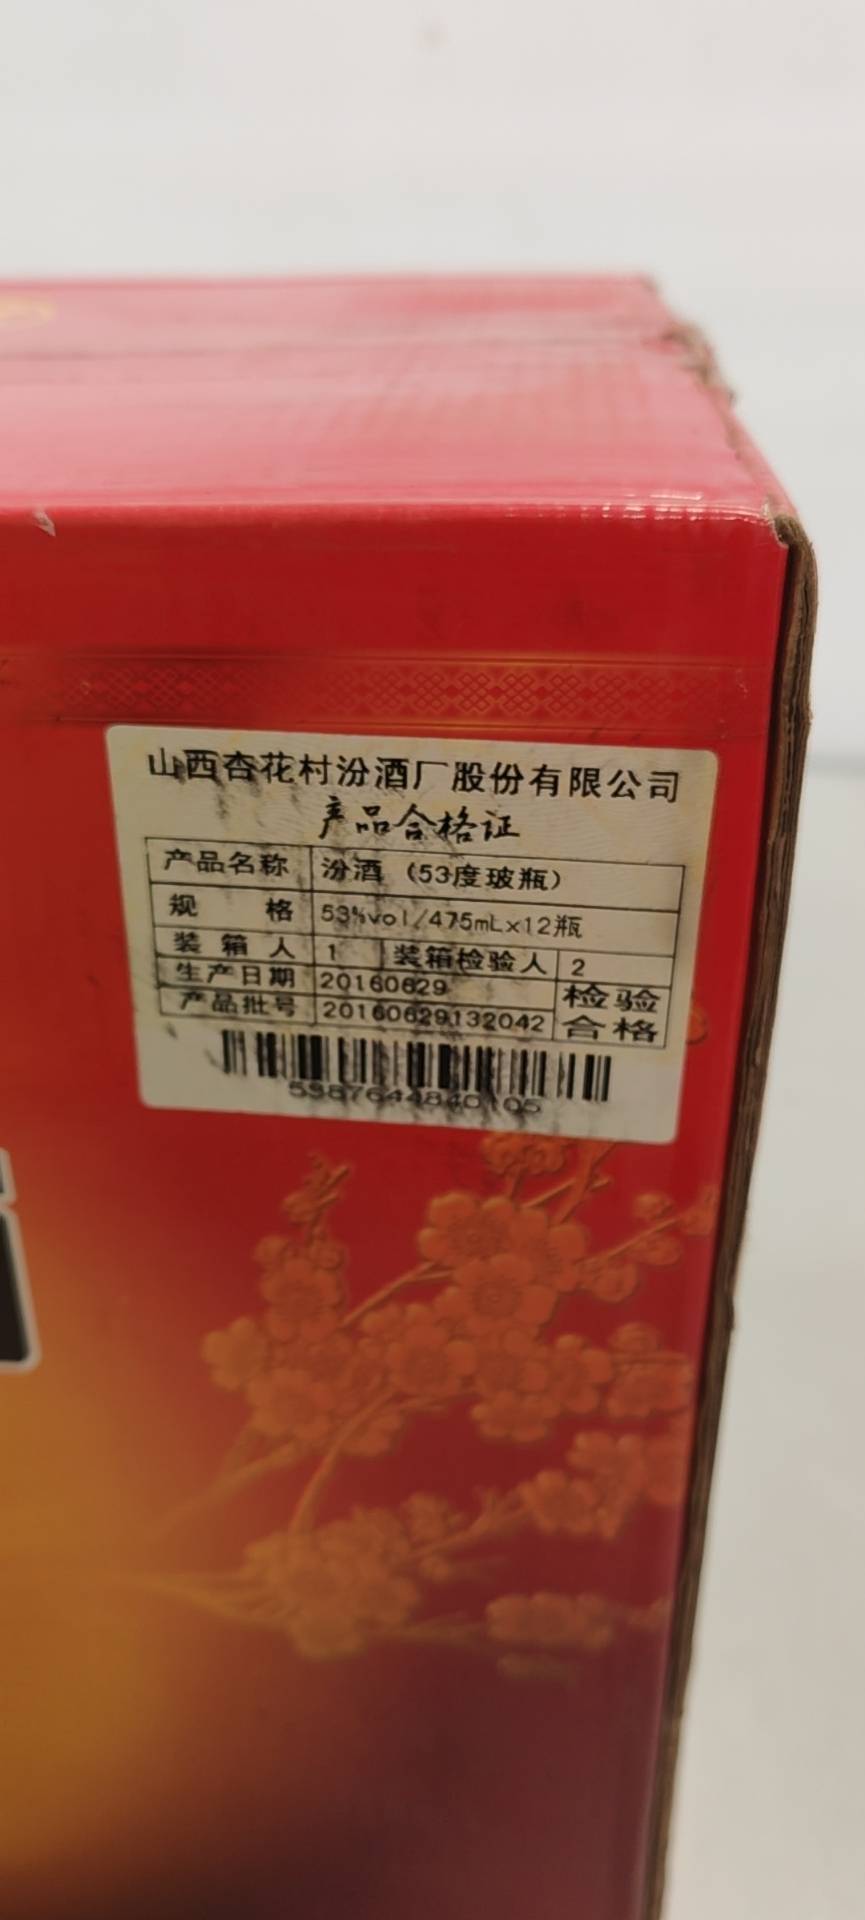 山西杏花村汾酒厂股份有限公司
产品合格证
产品名称 汾酒（53度玻瓶）
规 格 53%vol/475mL×12瓶
装箱人 1 装箱检验人 2
生产日期 20160629 检验
产品批号 20160629132042 合格
5987644840105